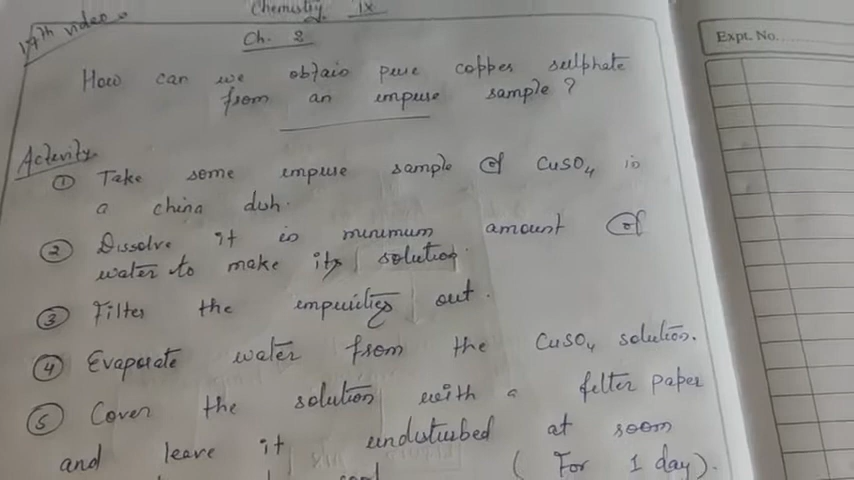 Chemistry. IX
17th video.
Ch. 2
How can we obtain pure copper sulphate
from an impure sample?
Expt. No.
Activity.
① Take some impure sample of CuSO4 in
a china dish.
② Dissolve it in minimum amount of
water to make its solution.
③ Filter the impurities out.
④ Evaporate water from the CuSO4 solution.
⑤ Cover the solution with a filter paper
and leave it undisturbed at room
(For 1 day).